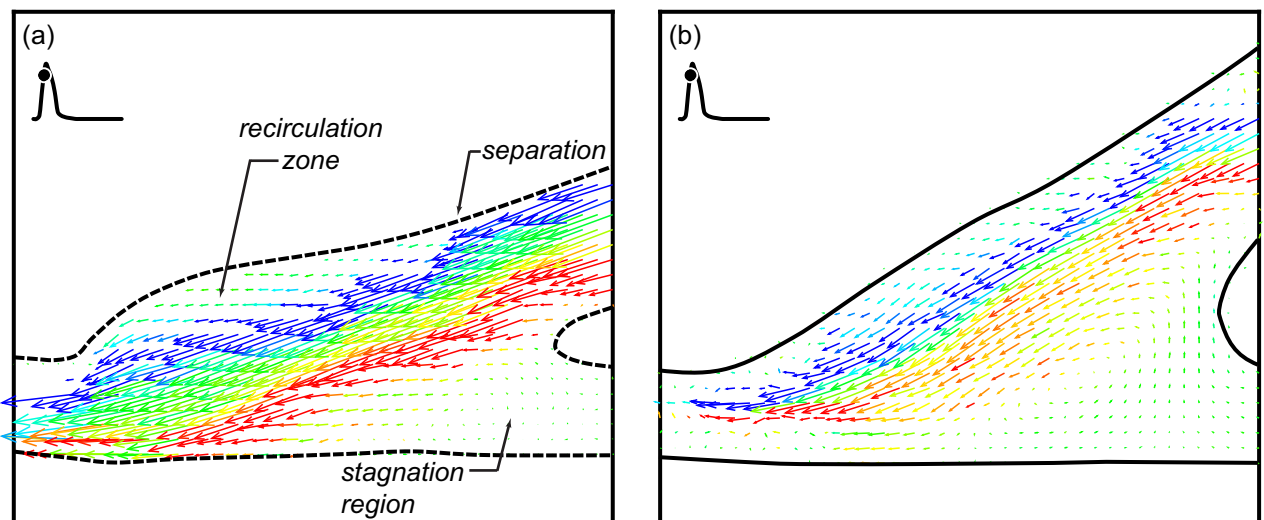 (a)
recirculation
zone
separation
stagnation
region
(b)